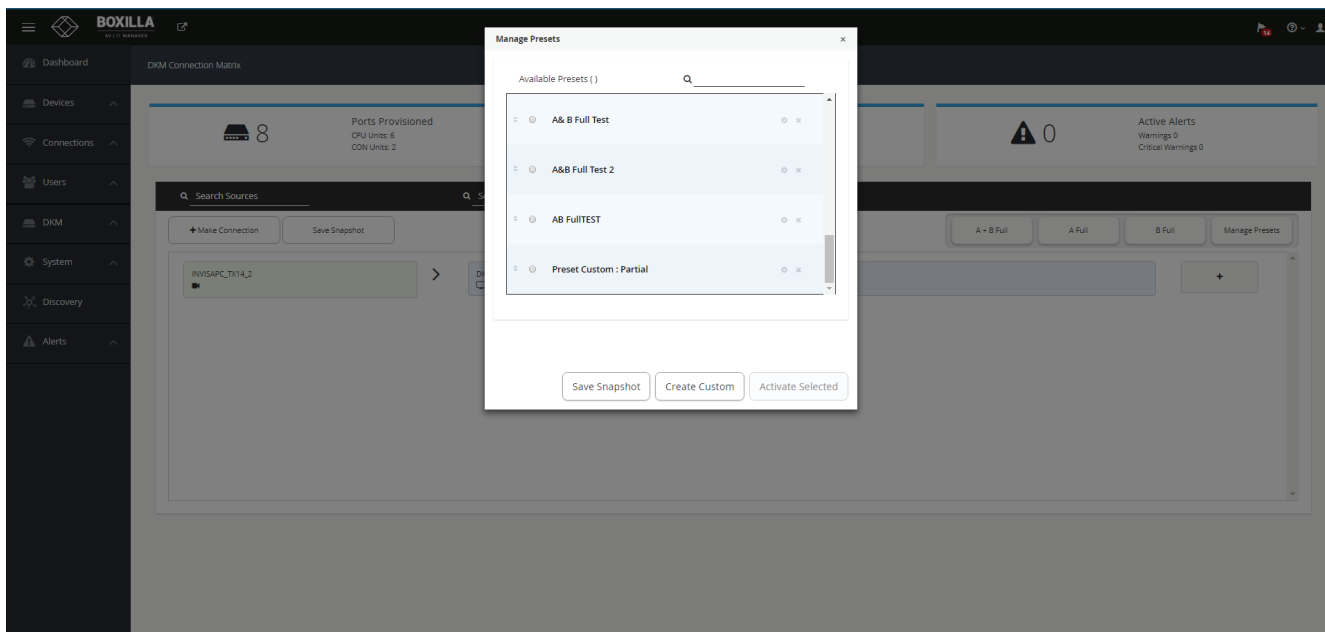 BOXILLA
AV | IT MANAGER
14
Dashboard
Devices
Connections
Users
DKM
System
Discovery
Alerts
DKM Connection Matrix
8
Ports Provisioned
CPU Units: 6
CON Units: 2
0
Active Alerts
Warnings 0
Critical Warnings 0
Search Sources
Make Connection
Save Snapshot
A + B Full
A Full
B Full
Manage Presets
INVISAPC_TX14_2
Manage Presets
Available Presets ( )
A& B Full Test
A&B Full Test 2
AB FullTEST
Preset Custom : Partial
Save Snapshot
Create Custom
Activate Selected